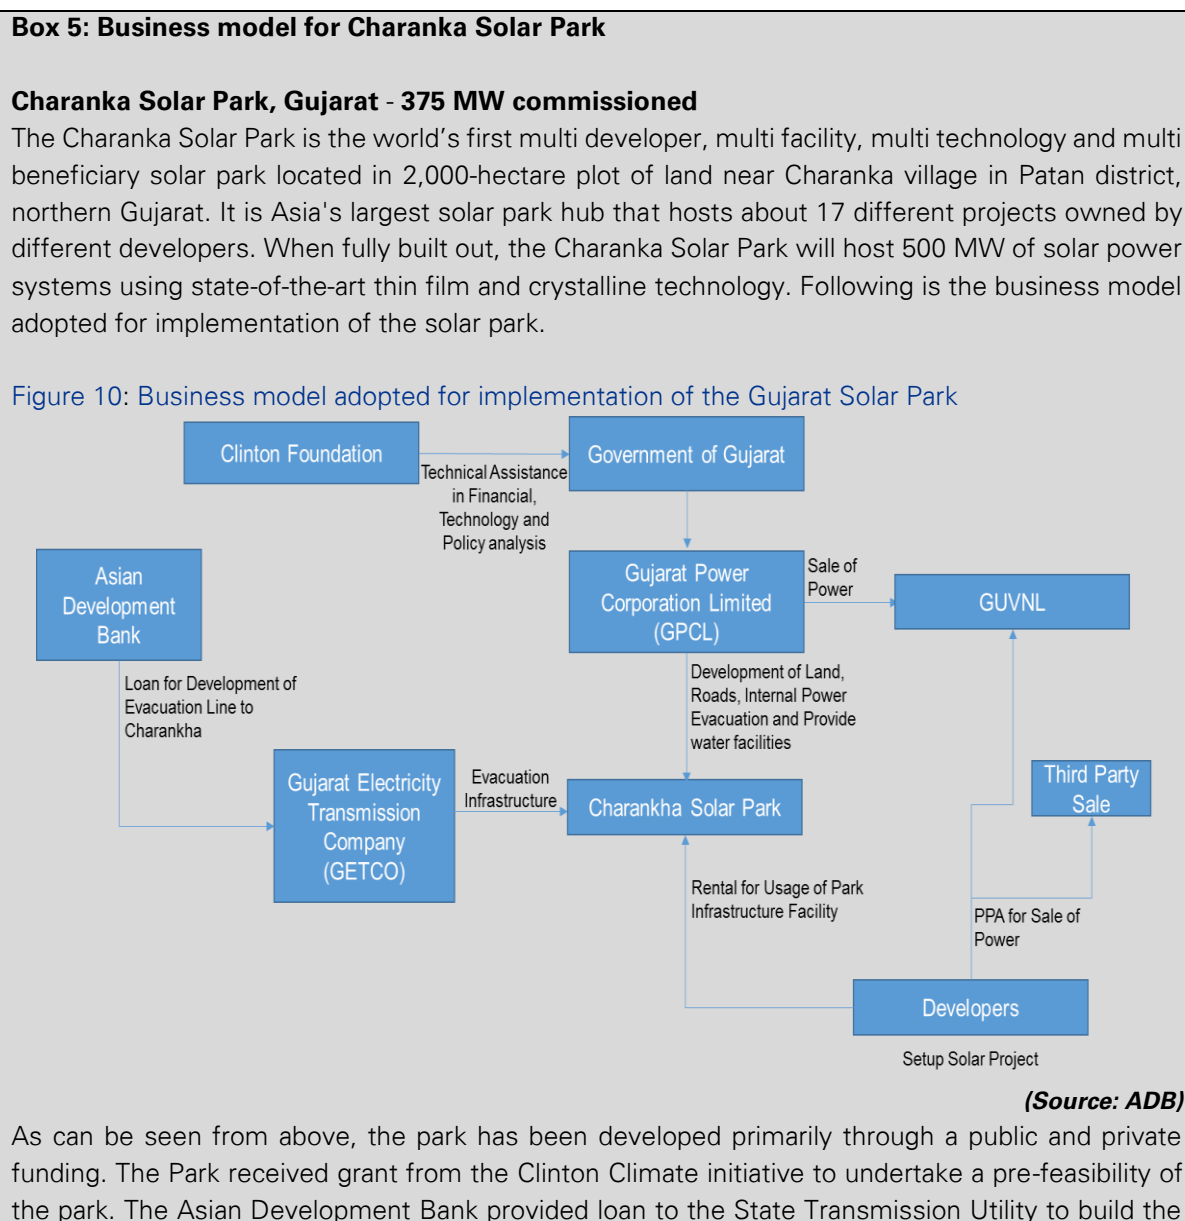 Box 5: Business model for Charanka Solar Park
Charanka Solar Park, Gujarat - 375 MW commissioned
The Charanka Solar Park is the world's first multi developer, multi facility, multi technology and multi
beneficiary solar park located in 2,000-hectare plot of land near Charanka village in Patan district,
northern Gujarat. It is Asia's largest solar park hub that hosts about 17 different projects owned by
different developers. When fully built out, the Charanka Solar Park will host 500 MW of solar power
systems using state-of-the-art thin film and crystalline technology. Following is the business model
adopted for implementation of the solar park.
Figure 10: Business model adopted for implementation of the Gujarat Solar Park
Clinton Foundation
Technical Assistance
in Financial,
Technology and
Policy analysis
Government of Gujarat
Asian
Development
Bank
Gujarat Power
Corporation Limited
(GPCL)
Sale of
Power
GUVNL
Loan for Development of
Evacuation Line to
Charankha
Development of Land,
Roads, Internal Power
Evacuation and Provide
water facilities
Gujarat Electricity
Transmission
Company
(GETCO)
Evacuation
Infrastructure
Charankha Solar Park
Third Party
Sale
Rental for Usage of Park
Infrastructure Facility
PPA for Sale of
Power
Developers
Setup Solar Project
(Source: ADB)
As can be seen from above, the park has been developed primarily through a public and private
funding. The Park received grant from the Clinton Climate initiative to undertake a pre-feasibility of
the park. The Asian Development Bank provided loan to the State Transmission Utility to build the